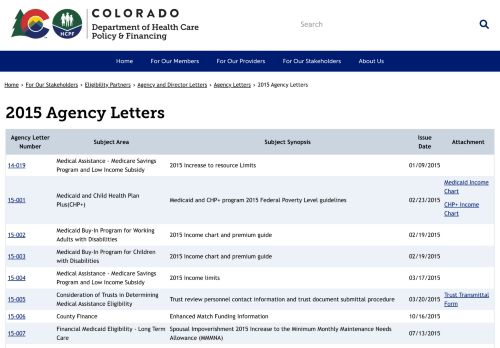 COLORADO
Department of Health Care
Policy & Financing
HCPF
Search
Home For Our Members For Our Providers For Our Stakeholders About Us
Home › For Our Stakeholders › Eligibility Partners › Agency and Director Letters › Agency Letters › 2015 Agency Letters
2015 Agency Letters
Agency Letter Number Subject Area Subject Synopsis Issue Date Attachment
14-019 Medical Assistance - Medicare Savings Program and Low Income Subsidy 2015 increase to resource Limits 01/09/2015
15-001 Medicaid and Child Health Plan Plus(CHP+) Medicaid and CHP+ program 2015 Federal Poverty Level guidelines 02/23/2015 Medicaid Income Chart
CHP+ Income Chart
15-002 Medicaid Buy-In Program for Working Adults with Disabilities 2015 income chart and premium guide 02/19/2015
15-003 Medicaid Buy-In Program for Children with Disabilities 2015 income chart and premium guide 02/19/2015
15-004 Medical Assistance - Medicare Savings Program and Low Income Subsidy 2015 income limits 03/17/2015
15-005 Consideration of Trusts in Determining Medical Assistance Eligibility Trust review personnel contact information and trust document submittal procedure 03/20/2015 Trust Transmittal Form
15-006 County Finance Enhanced Match Funding Information 10/16/2015
15-007 Financial Medicaid Eligibility - Long Term Care Spousal Impoverishment 2015 Increase to the Minimum Monthly Maintenance Needs Allowance (MMMNA) 07/13/2015